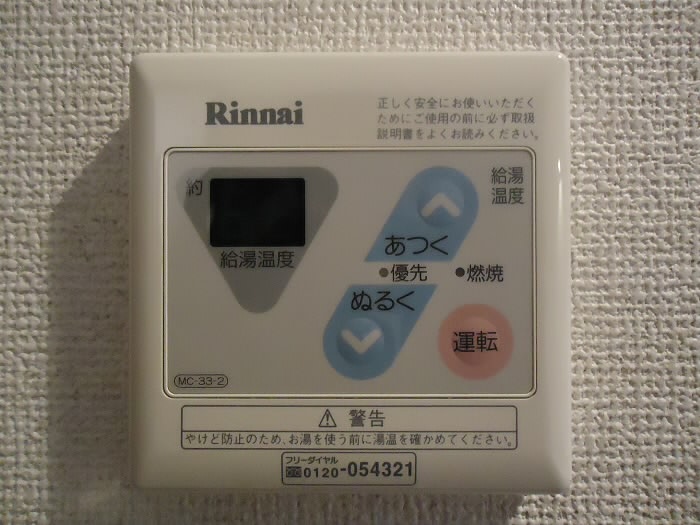 Rinnai
正しく安全にお使いいただく
ためにご使用の前に必ず取扱
説明書をよくお読みください。
約
給湯温度
給湯
温度
あつく
優先
燃焼
ぬるく
運転
MC-33-2
⚠ 警告
やけど防止のため、お湯を使う前に湯温を確かめてください。
フリーダイヤル
0120-054321